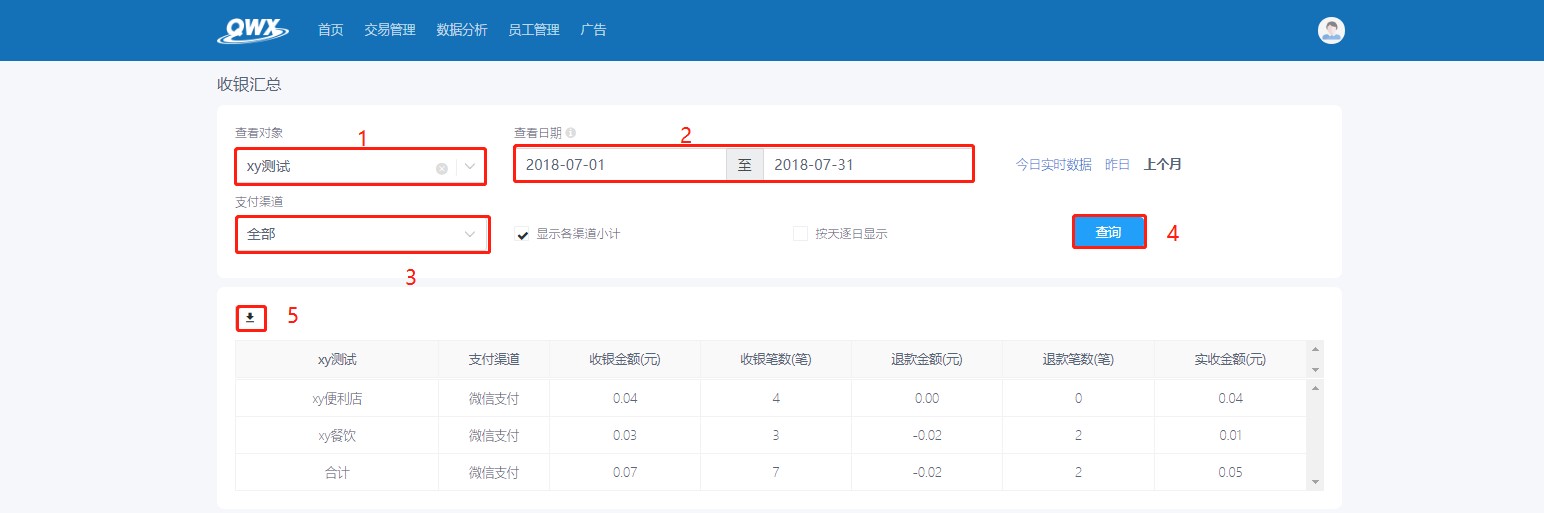 QWX 首页 交易管理 数据分析 员工管理 广告
收银汇总
查看对象 1 查看日期 2
xy测试 2018-07-01 至 2018-07-31 今日实时数据 昨日 上个月
支付渠道
全部 显示各渠道小计 按天逐日显示 查询 4
3
5
xy测试 支付渠道 收银金额(元) 收银笔数(笔) 退款金额(元) 退款笔数(笔) 实收金额(元)
xy便利店 微信支付 0.04 4 0.00 0 0.04
xy餐饮 微信支付 0.03 3 -0.02 2 0.01
合计 微信支付 0.07 7 -0.02 2 0.05